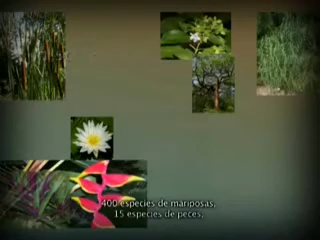 400 especies de mariposas,
15 especies de peces,